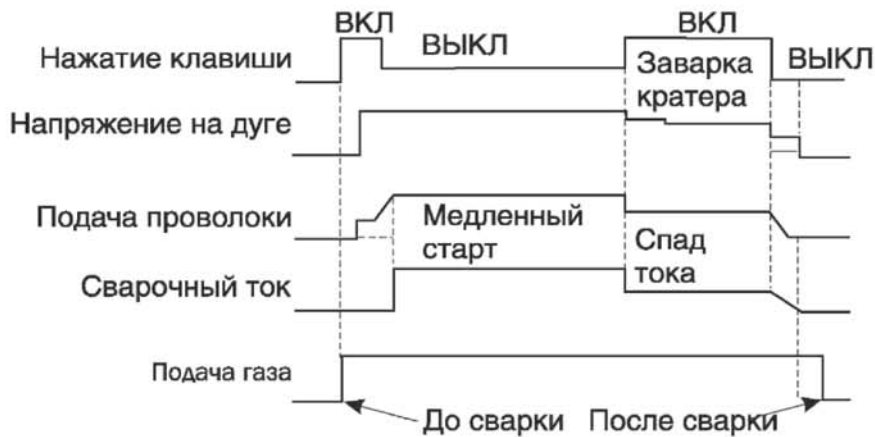 ВКЛ
ВЫКЛ
ВКЛ
ВЫКЛ
Нажатие клавиши
Заварка
кратера
Напряжение на дуге
Подача проволоки
Медленный
старт
Спад
тока
Сварочный ток
Подача газа
До сварки
После сварки